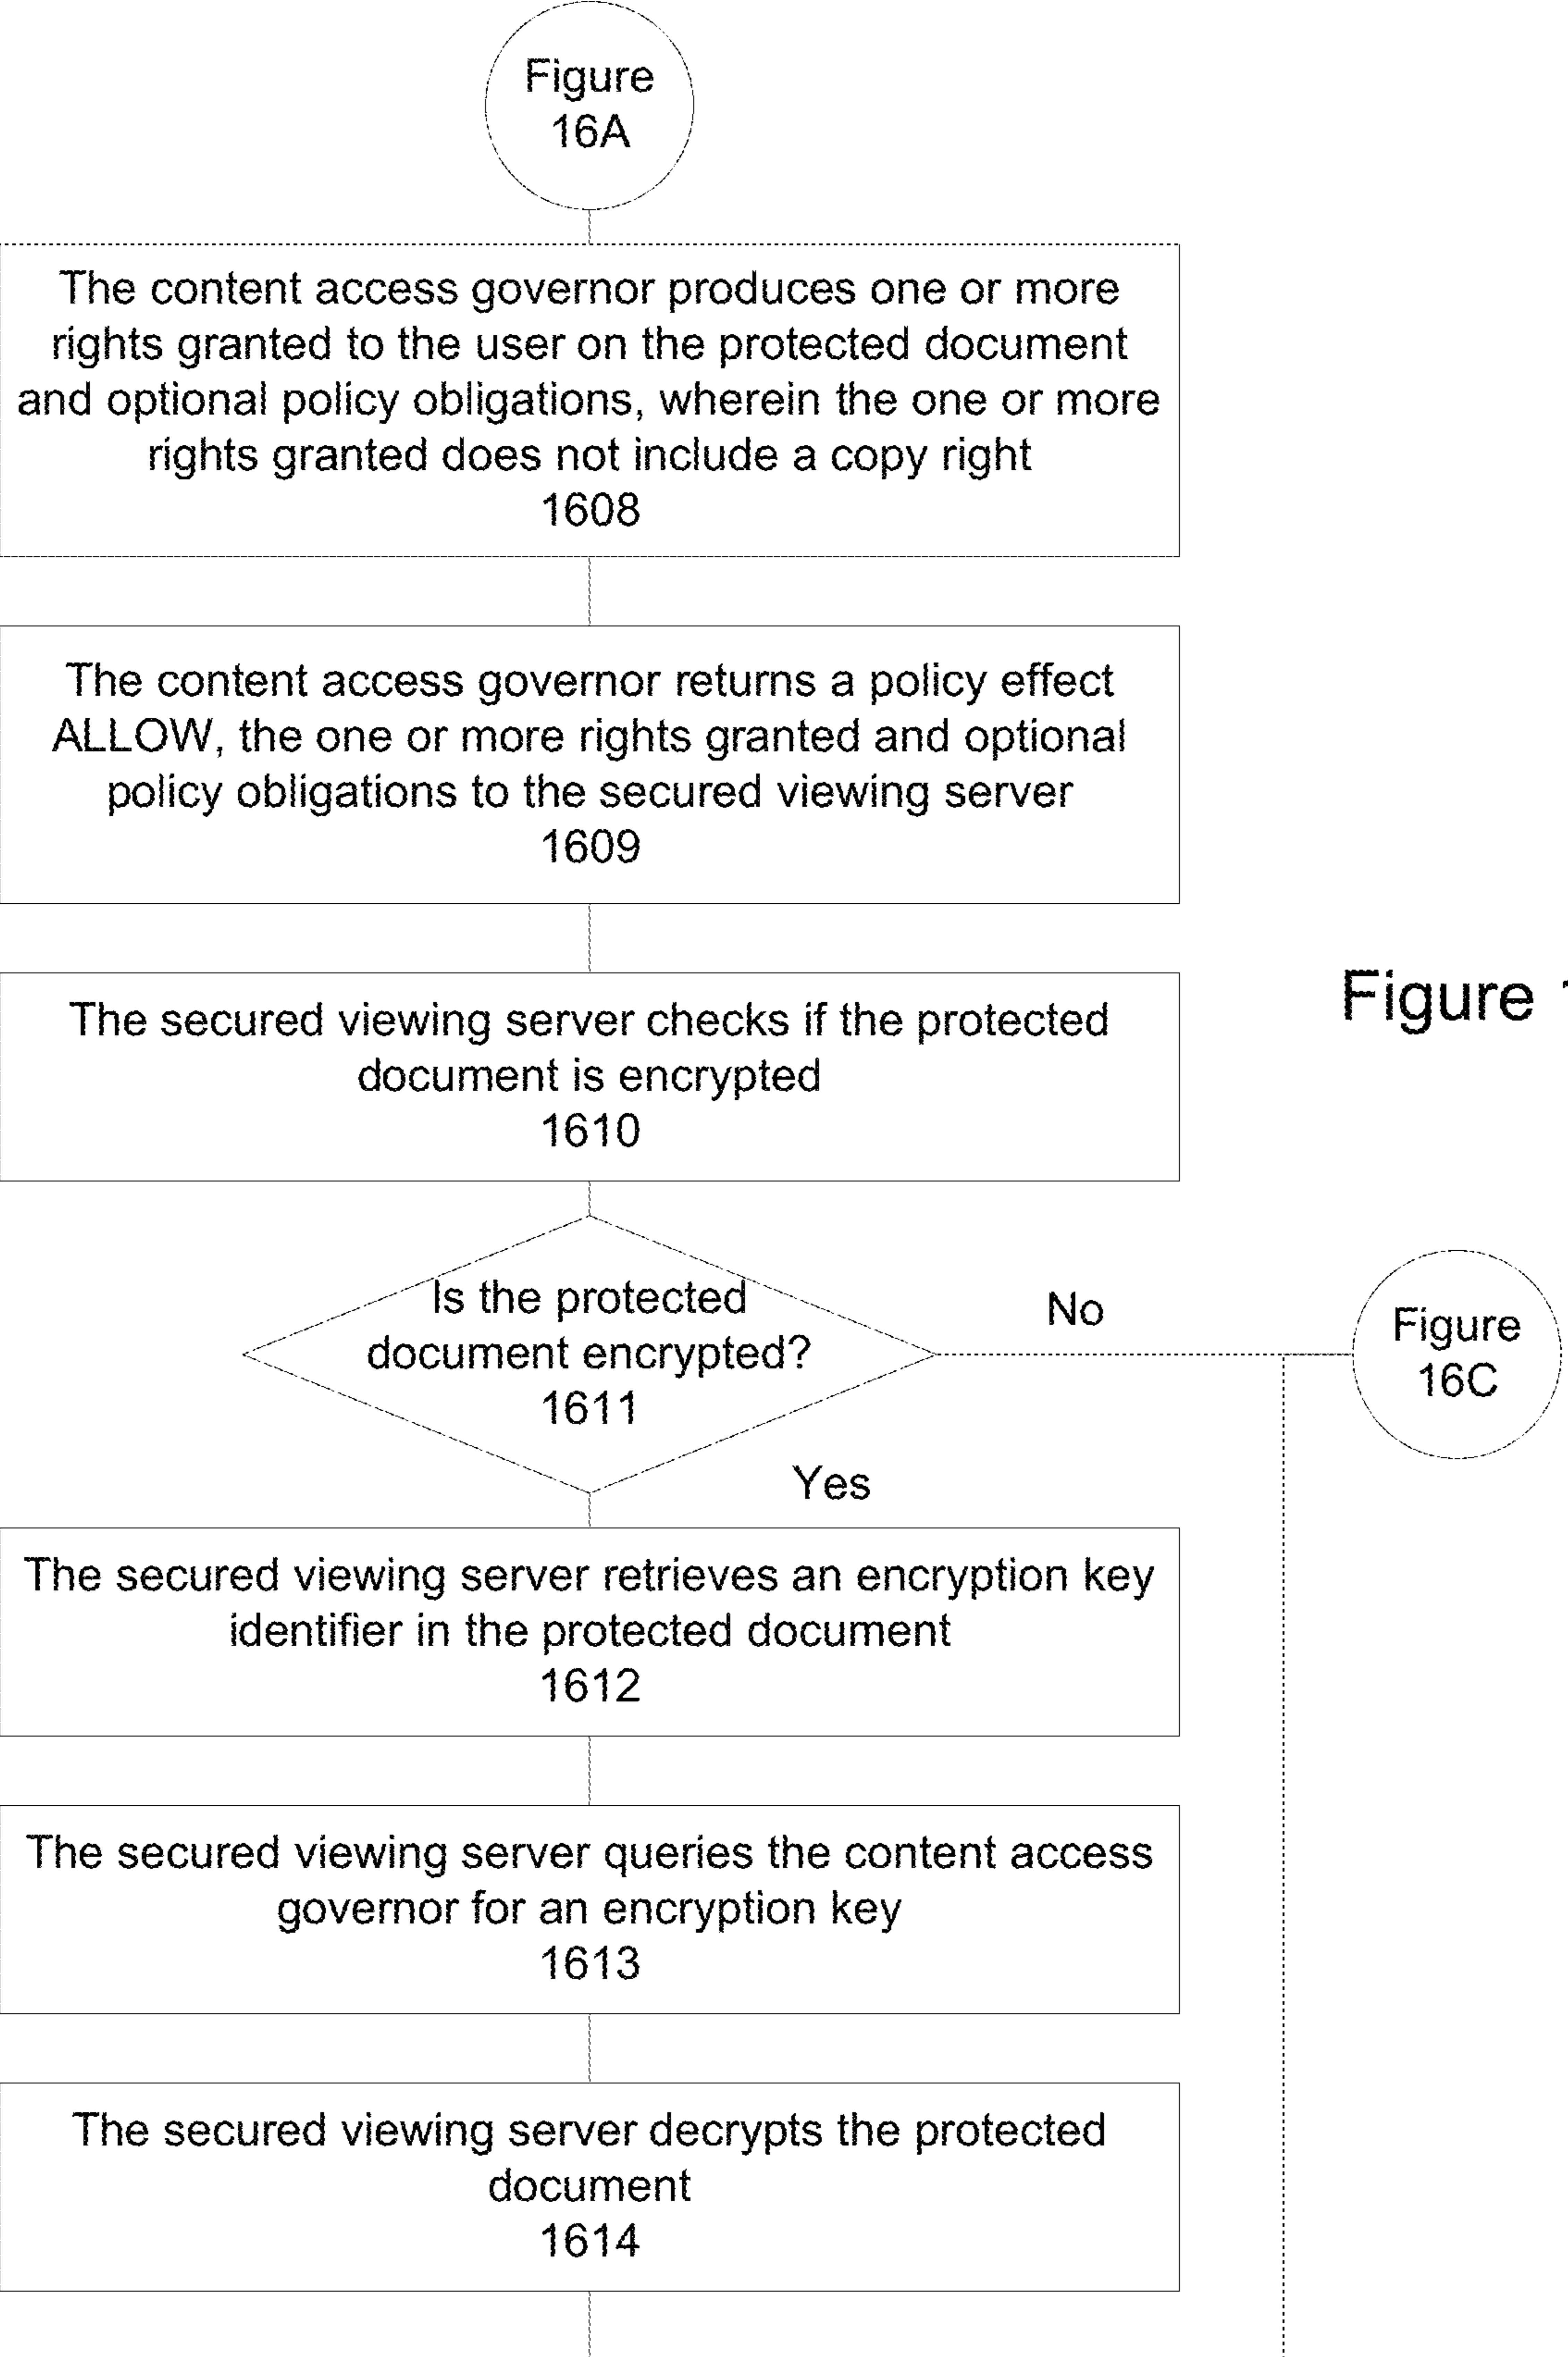 Figure
16A
The content access governor produces one or more
rights granted to the user on the protected document
and optional policy obligations, wherein the one or more
rights granted does not include a copy right
1608
The content access governor returns a policy effect
ALLOW, the one or more rights granted and optional
policy obligations to the secured viewing server
1609
The secured viewing server checks if the protected
document is encrypted
1610
Figure
Is the protected
document encrypted?
1611
No
Figure
16C
Yes
The secured viewing server retrieves an encryption key
identifier in the protected document
1612
The secured viewing server queries the content access
governor for an encryption key
1613
The secured viewing server decrypts the protected
document
1614